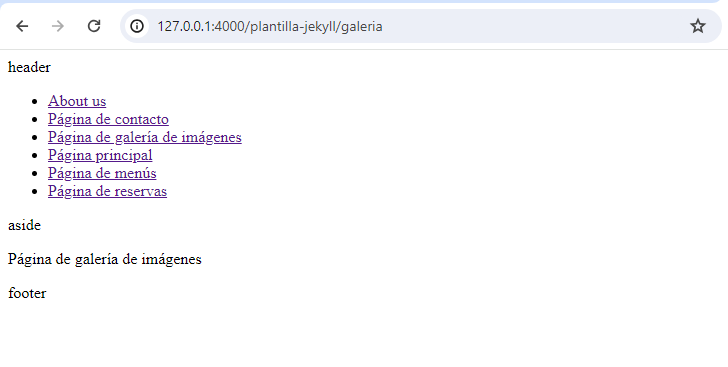 127.0.0.1:4000/plantilla-jekyll/galeria
header
About us
Página de contacto
Página de galería de imágenes
Página principal
Página de menús
Página de reservas
aside
Página de galería de imágenes
footer